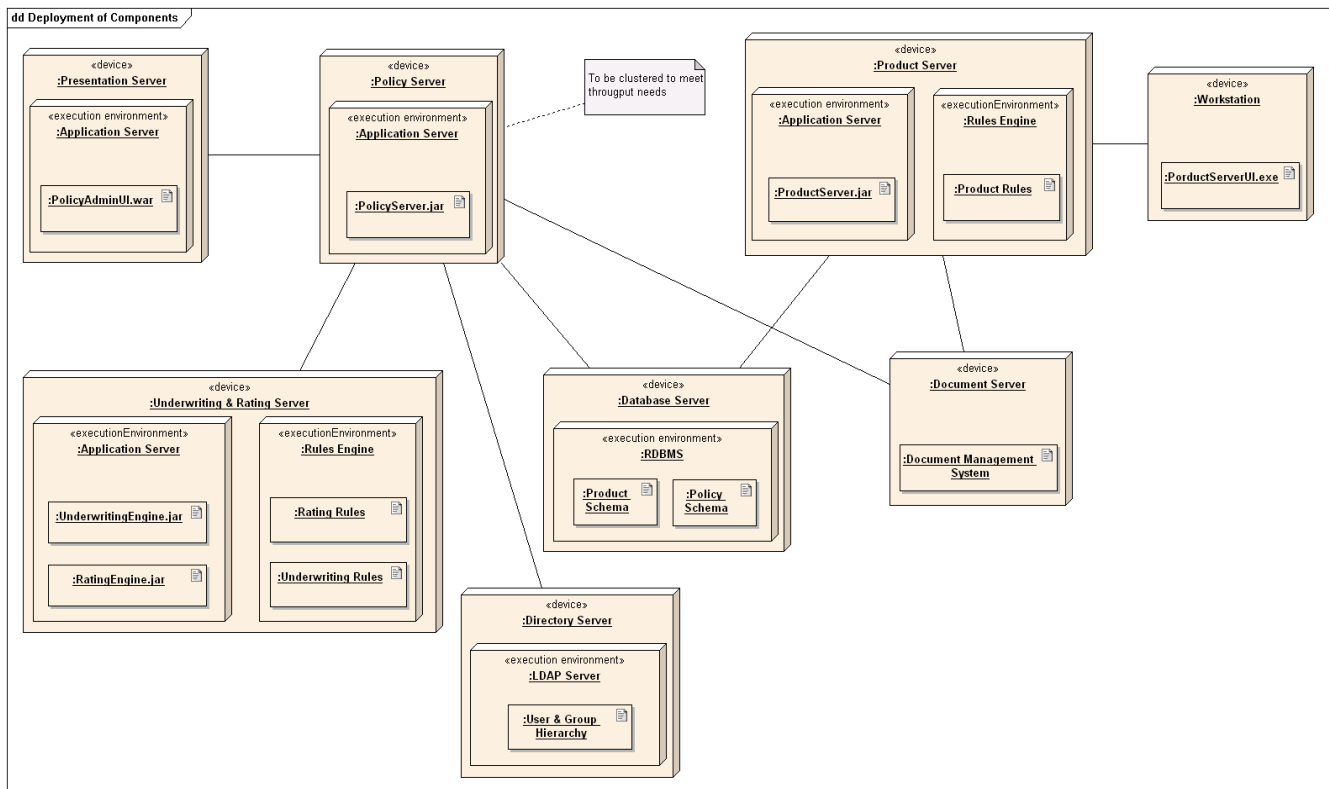 dd Deployment of Components
«device»
:Presentation Server
«execution environment»
:Application Server
:PolicyAdminUI.war
«device»
:Policy Server
«execution environment»
:Application Server
:PolicyServer.jar
To be clustered to meet
througput needs
«device»
:Product Server
«execution environment»
:Application Server
:ProductServer.jar
«executionEnvironment»
:Rules Engine
:Product Rules
«device»
:Workstation
:PorductServerUI.exe
«device»
:Underwriting & Rating Server
«executionEnvironment»
:Application Server
:UnderwritingEngine.jar
:RatingEngine.jar
«executionEnvironment»
:Rules Engine
:Rating Rules
:Underwriting Rules
«device»
:Database Server
«execution environment»
:RDBMS
:Product
Schema
:Policy
Schema
«device»
:Document Server
:Document Management
System
«device»
:Directory Server
«execution environment»
:LDAP Server
:User & Group
Hierarchy